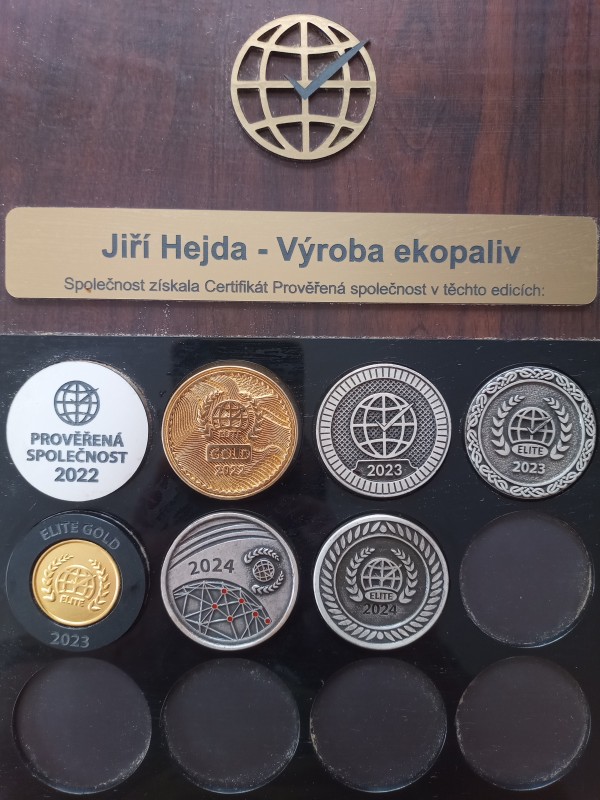 Jiří Hejda - Výroba ekopaliv
Společnost získala Certifikát Prověřená společnost v těchto edicích:
PROVĚŘENÁ
SPOLEČNOST
2022
ELITE
GOLD
2022
2023
ELITE
2023
ELITE GOLD
ELITE
2023
2024
ELITE
2024